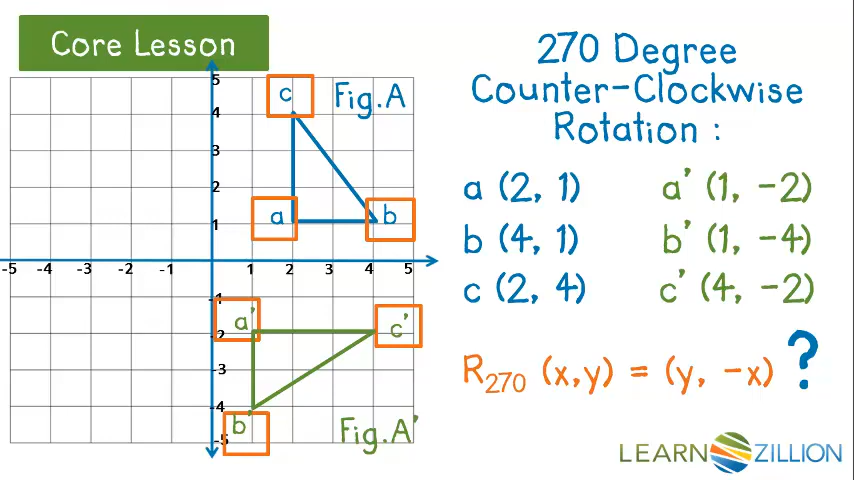 Core Lesson
270 Degree
Counter-Clockwise
Rotation :
5
c
Fig.A
4
3
2
a
b
1
-5 -4 -3 -2 -1 1 2 3 4 5
-1
a'
c'
-2
-3
-4
b'
-5
Fig.A'
a (2, 1) a' (1, -2)
b (4, 1) b' (1, -4)
c (2, 4) c' (4, -2)
R270 (x,y) = (y, -x) ?
LEARN ZILLION